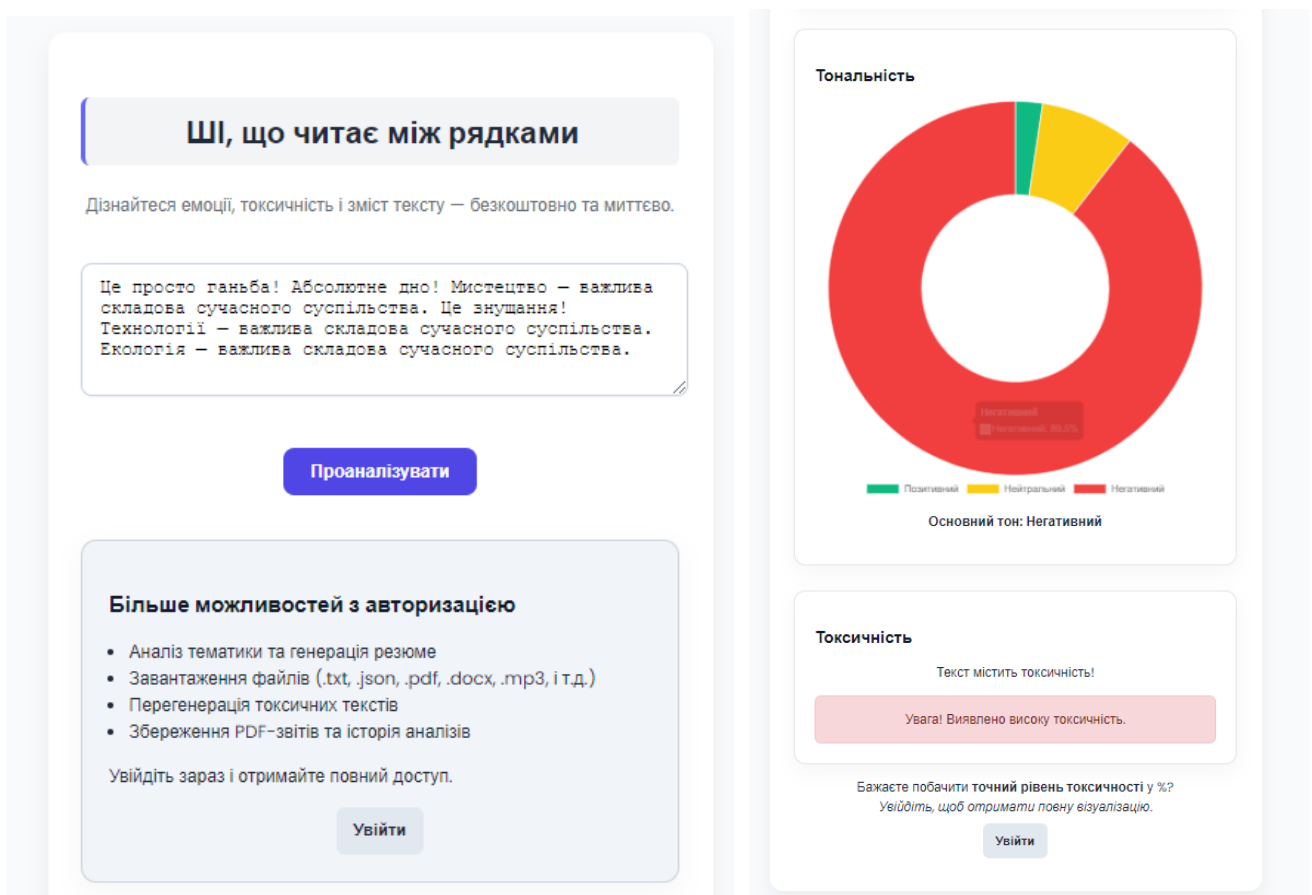 ШІ, що читає між рядками
Дізнайтеся емоції, токсичність і зміст тексту — безкоштовно та миттєво.
Це просто ганьба! Абсолютне дно! Мистецтво — важлива
складова сучасного суспільства. Це знущання!
Технології — важлива складова сучасного суспільства.
Екологія — важлива складова сучасного суспільства.
Проаналізувати
Більше можливостей з авторизацією
Аналіз тематики та генерація резюме
Завантаження файлів (.txt, .json, .pdf, .docx, .mp3, і т.д.)
Перегенерація токсичних текстів
Збереження PDF-звітів та історія аналізів
Увійдіть зараз і отримайте повний доступ.
Увійти
Тональність
Негативний
Негативний:
Позитивний Нейтральний Негативний
Основний тон: Негативний
Токсичність
Текст містить токсичність!
Увага! Виявлено високу токсичність.
Бажаєте побачити точний рівень токсичності у %?
Увійдіть, щоб отримати повну візуалізацію.
Увійти